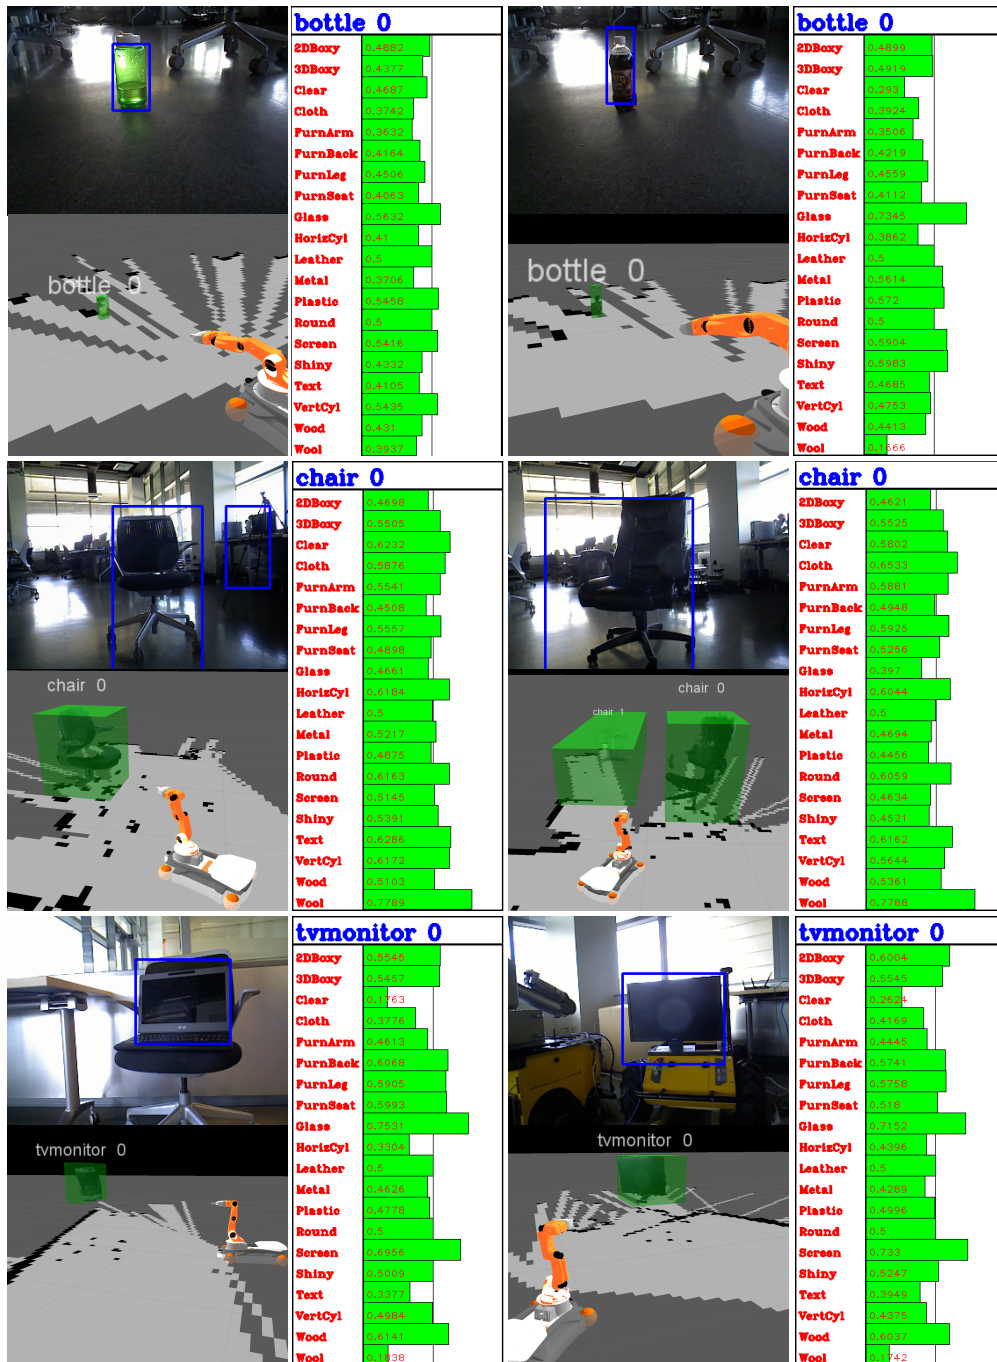 bottle 0
2DBoxy 0.4882
3DBoxy 0.4377
Clear 0.4687
Cloth 0.3742
FurnArm 0.3632
FurnBack 0.4164
FurnLeg 0.4506
FurnSeat 0.4063
Glass 0.5632
HorizCyl 0.41
Leather 0.5
Metal 0.3706
Plastic 0.5458
Round 0.5
Screen 0.5416
Shiny 0.4332
Text 0.4105
VertCyl 0.5435
Wood 0.431
Wool 0.3937
bottle 0
bottle 0
2DBoxy 0.4899
3DBoxy 0.4919
Clear 0.293
Cloth 0.3924
FurnArm 0.3506
FurnBack 0.4219
FurnLeg 0.4559
FurnSeat 0.4112
Glass 0.7345
HorizCyl 0.3862
Leather 0.5
Metal 0.5614
Plastic 0.572
Round 0.5
Screen 0.5904
Shiny 0.5983
Text 0.4685
VertCyl 0.4753
Wood 0.4413
Wool 0.1666
bottle 0
chair 0
2DBoxy 0.4698
3DBoxy 0.5505
Clear 0.6232
Cloth 0.5876
FurnArm 0.5541
FurnBack 0.4508
FurnLeg 0.5557
FurnSeat 0.4898
Glass 0.4661
HorizCyl 0.6184
Leather 0.5
Metal 0.5217
Plastic 0.4875
Round 0.6163
Screen 0.5145
Shiny 0.5391
Text 0.6286
VertCyl 0.6172
Wood 0.5103
Wool 0.7789
chair 0
chair 0
2DBoxy 0.4621
3DBoxy 0.5525
Clear 0.5802
Cloth 0.6533
FurnArm 0.5881
FurnBack 0.4948
FurnLeg 0.5925
FurnSeat 0.5256
Glass 0.397
HorizCyl 0.6044
Leather 0.5
Metal 0.4694
Plastic 0.4456
Round 0.6059
Screen 0.4634
Shiny 0.4521
Text 0.6162
VertCyl 0.5644
Wood 0.5361
Wool 0.7788
chair 0
chair 1
tvmonitor 0
2DBoxy 0.5545
3DBoxy 0.5457
Clear 0.1763
Cloth 0.3776
FurnArm 0.4613
FurnBack 0.6068
FurnLeg 0.5905
FurnSeat 0.5993
Glass 0.7531
HorizCyl 0.3304
Leather 0.5
Metal 0.4626
Plastic 0.4778
Round 0.5
Screen 0.6956
Shiny 0.5009
Text 0.3377
VertCyl 0.4984
Wood 0.6141
Wool 0.1838
tvmonitor 0
tvmonitor 0
2DBoxy 0.6004
3DBoxy 0.5545
Clear 0.2624
Cloth 0.4169
FurnArm 0.4445
FurnBack 0.5741
FurnLeg 0.5758
FurnSeat 0.518
Glass 0.7152
HorizCyl 0.4396
Leather 0.5
Metal 0.4289
Plastic 0.4996
Round 0.5
Screen 0.733
Shiny 0.5247
Text 0.3949
VertCyl 0.4375
Wood 0.6037
Wool 0.1742
tvmonitor 0